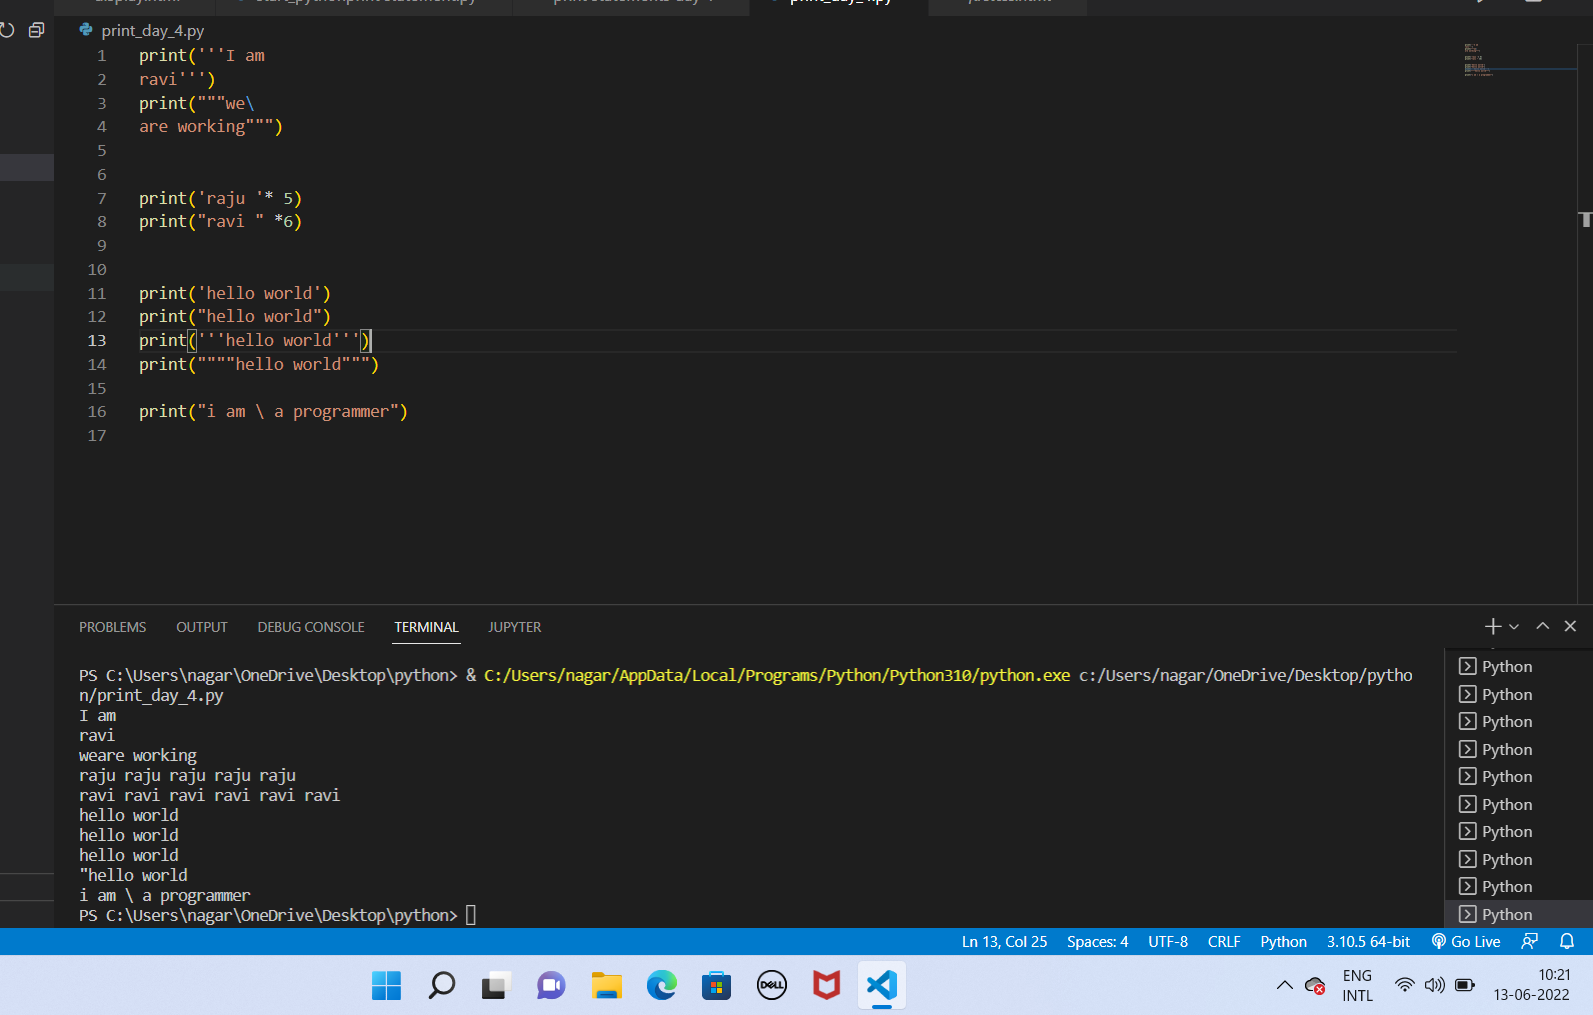 print_day_4.py
1 print('''I am
2 ravi''')
3 print("""we\
4 are working""")
5
6
7 print('raju '* 5)
8 print("ravi " *6)
9
10
11 print('hello world')
12 print("hello world")
13 print('''hello world''')
14 print(""""hello world""")
15
16 print("i am \ a programmer")
17
PROBLEMS OUTPUT DEBUG CONSOLE TERMINAL JUPYTER
PS C:\Users\nagar\OneDrive\Desktop\python> & C:/Users/nagar/AppData/Local/Programs/Python/Python310/python.exe c:/Users/nagar/OneDrive/Desktop/pytho
n/print_day_4.py
I am
ravi
weare working
raju raju raju raju raju
ravi ravi ravi ravi ravi ravi
hello world
hello world
hello world
"hello world
i am \ a programmer
PS C:\Users\nagar\OneDrive\Desktop\python>
Python
Python
Python
Python
Python
Python
Python
Python
Python
Python
Ln 13, Col 25 Spaces: 4 UTF-8 CRLF Python 3.10.5 64-bit Go Live
DELL
ENG
INTL
10:21
13-06-2022